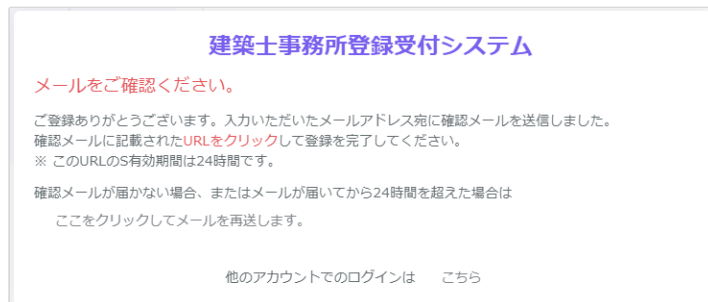 建築士事務所登録受付システム
メールをご確認ください。
ご登録ありがとうございます。入力いただいたメールアドレス宛に確認メールを送信しました。
確認メールに記載されたURLをクリックして登録を完了してください。
※ このURLのS有効期間は24時間です。
確認メールが届かない場合、またはメールが届いてから24時間を超えた場合は
ここをクリックしてメールを再送します。
他のアカウントでのログインは こちら